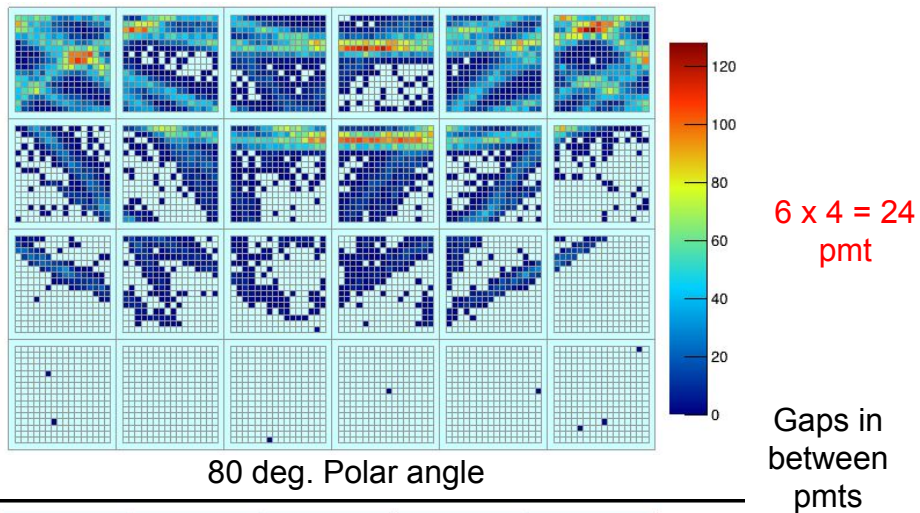 120
100
80
60
40
20
0
6 x 4 = 24
pmt
Gaps in
between
pmts
80 deg. Polar angle